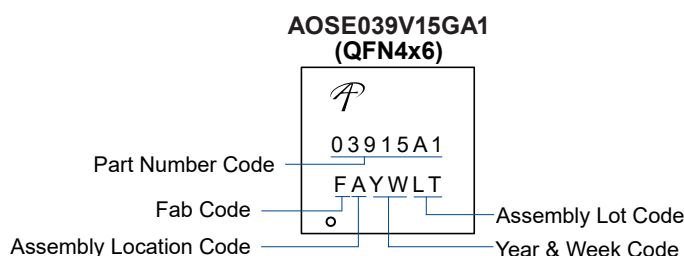 AOSE039V15GA1
(QFN4x6)
03915A1
Part Number Code
FAYWLT
Fab Code
Assembly Lot Code
Assembly Location Code
Year & Week Code